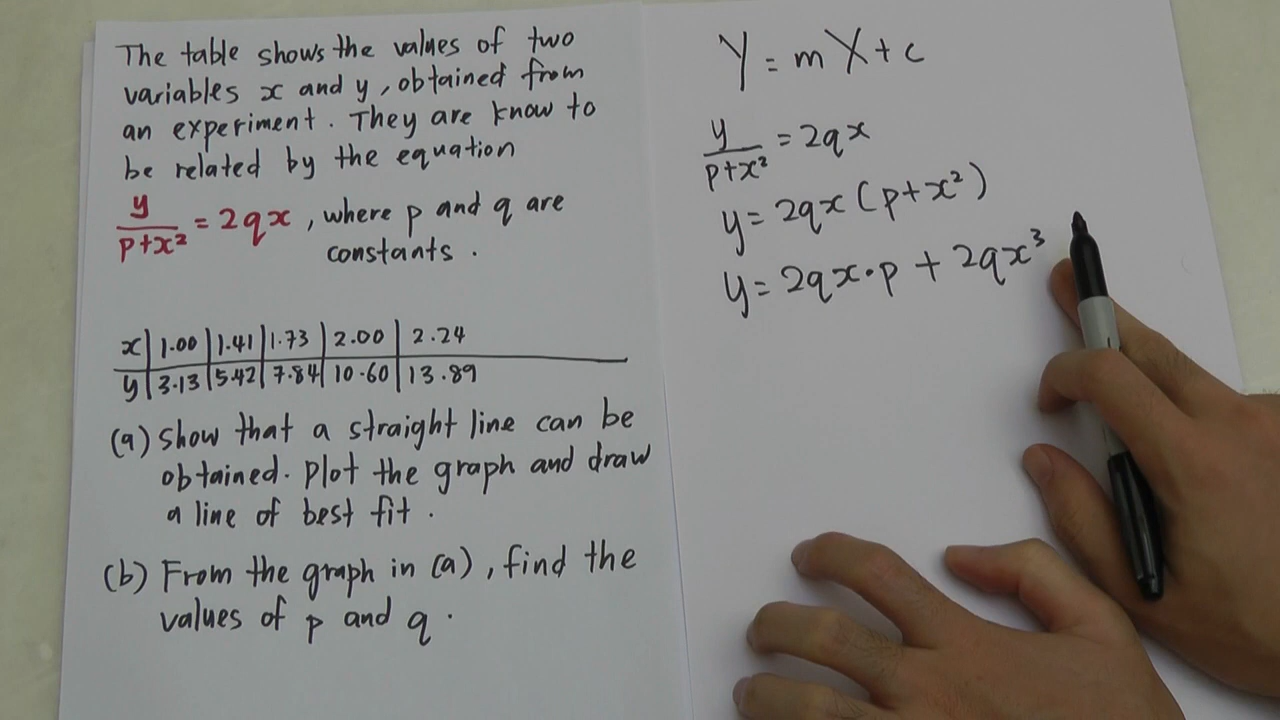 The table shows the values of two
variables x and y, obtained from
an experiment. They are know to
be related by the equation
y/(p+x²) = 2qx, where p and q are
constants.
x | 1.00 | 1.41 | 1.73 | 2.00 | 2.24
y | 3.13 | 5.42 | 7.84 | 10.60 | 13.89
(a) Show that a straight line can be
obtained. Plot the graph and draw
a line of best fit.
(b) From the graph in (a), find the
values of p and q.
Y = mX + c
y/(p+x²) = 2qx
y = 2qx(p+x²)
y = 2qx·p + 2qx³